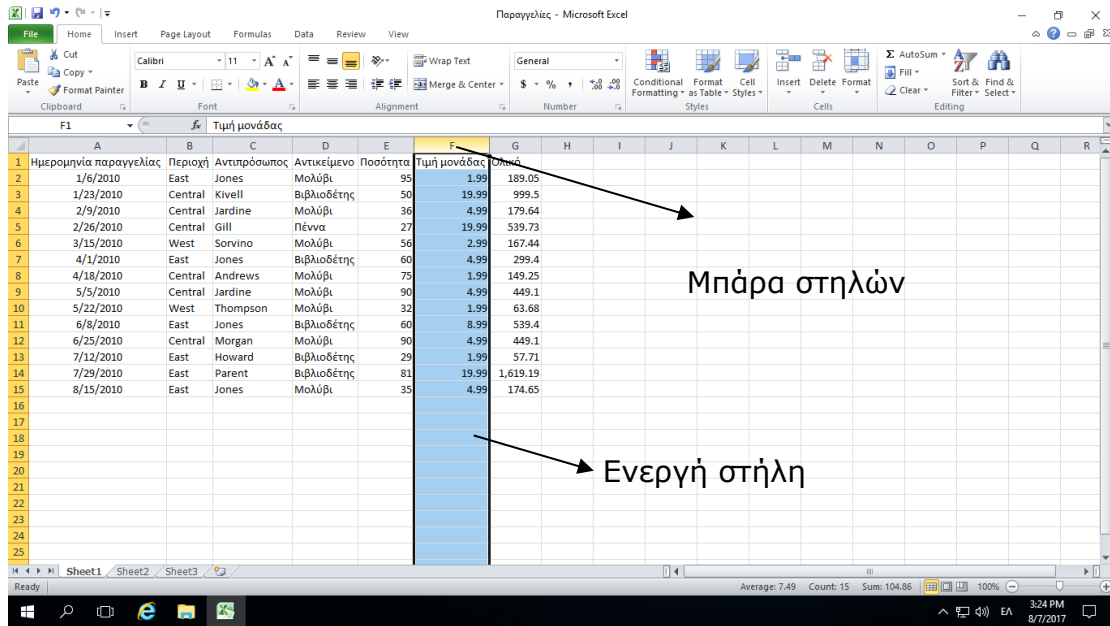 Παραγγελίες - Microsoft Excel
File Home Insert Page Layout Formulas Data Review View
Cut
Copy
Format Painter
Paste
Clipboard
Calibri 11
B I U
Font
Wrap Text
Merge & Center
Alignment
General
$ % ,
Number
Conditional Formatting
Format as Table
Cell Styles
Styles
Insert Delete Format
Cells
AutoSum
Fill
Clear
Sort & Filter
Find & Select
Editing
F1 fx Τιμή μονάδας
A B C D E F G H I J K L M N O P Q R
1 Ημερομηνία παραγγελίας Περιοχή Αντιπρόσωπος Αντικείμενο Ποσότητα Τιμή μονάδας Ολικό
2 1/6/2010 East Jones Μολύβι 95 1.99 189.05
3 1/23/2010 Central Kivell Βιβλιοδέτης 50 19.99 999.5
4 2/9/2010 Central Jardine Μολύβι 36 4.99 179.64
5 2/26/2010 Central Gill Πέννα 27 19.99 539.73
6 3/15/2010 West Sorvino Μολύβι 56 2.99 167.44
7 4/1/2010 East Jones Βιβλιοδέτης 60 4.99 299.4
8 4/18/2010 Central Andrews Μολύβι 75 1.99 149.25
9 5/5/2010 Central Jardine Μολύβι 90 4.99 449.1
10 5/22/2010 West Thompson Μολύβι 32 1.99 63.68
11 6/8/2010 East Jones Βιβλιοδέτης 60 8.99 539.4
12 6/25/2010 Central Morgan Μολύβι 90 4.99 449.1
13 7/12/2010 East Howard Βιβλιοδέτης 29 1.99 57.71
14 7/29/2010 East Parent Βιβλιοδέτης 81 19.99 1,619.19
15 8/15/2010 East Jones Μολύβι 35 4.99 174.65
16
17
18
19
20
21
22
23
24
25
Μπάρα στηλών
Ενεργή στήλη
Sheet1 Sheet2 Sheet3
Ready Average: 7.49 Count: 15 Sum: 104.86 100%
ΕΛ 3:24 PM
8/7/2017